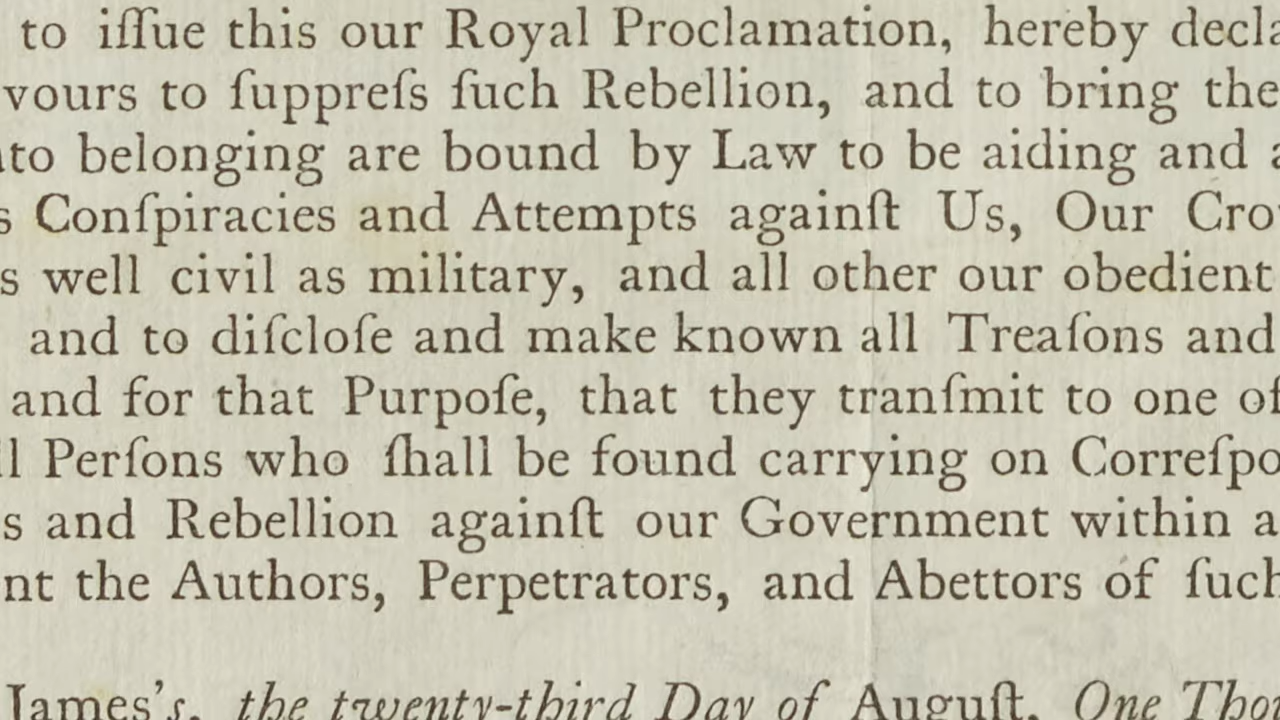 to iſſue this our Royal Proclamation, hereby decla
vours to ſuppreſs ſuch Rebellion, and to bring the
to belonging are bound by Law to be aiding and a
s Conſpiracies and Attempts againſt Us, Our Cro
s well civil as military, and all other our obedient
and to diſcloſe and make known all Treaſons and
and for that Purpoſe, that they tranſmit to one of
l Perſons who ſhall be found carrying on Correſpo
s and Rebellion againſt our Government within a
nt the Authors, Perpetrators, and Abettors of ſuch
James's, the twenty-third Day of Auguſt, One Thou